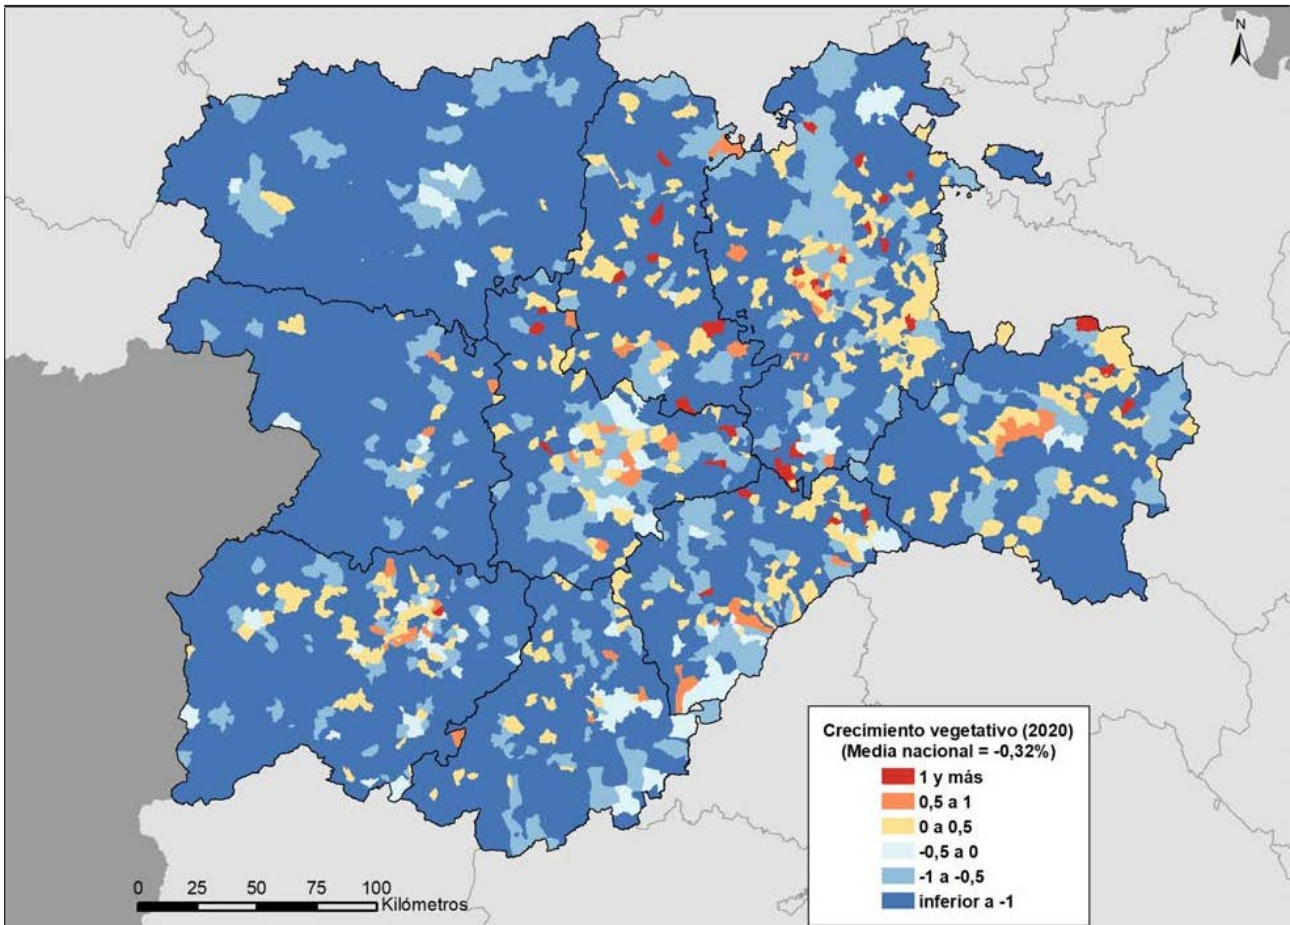 N
Crecimiento vegetativo (2020)
(Media nacional = -0,32%)
1 y más
0,5 a 1
0 a 0,5
-0,5 a 0
-1 a -0,5
inferior a -1
0 25 50 75 100
Kilómetros